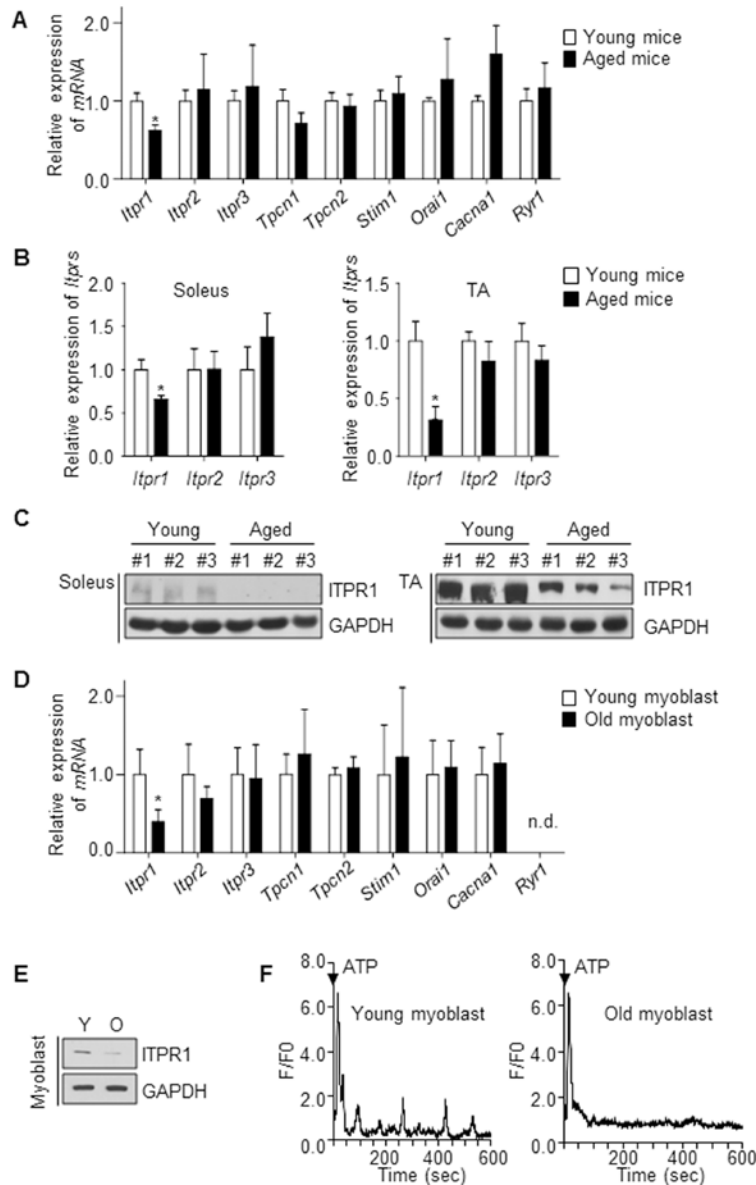 A
Relative expression of mRNA
2.0
1.0
0.0
Young mice
Aged mice
*
Itpr1 Itpr2 Itpr3 Tpcn1 Tpcn2 Stim1 Orai1 Cacna1 Ryr1
B
Relative expression of Itprs
2.0
1.5
1.0
0.5
0.0
Soleus
*
Itpr1 Itpr2 Itpr3
Relative expression of Itprs
1.5
1.0
0.5
0.0
TA
*
Itpr1 Itpr2 Itpr3
Young mice
Aged mice
C
Young Aged
#1 #2 #3 #1 #2 #3
Soleus
ITPR1
GAPDH
Young Aged
#1 #2 #3 #1 #2 #3
TA
ITPR1
GAPDH
D
Relative expression of mRNA
2.0
1.0
0.0
Young myoblast
Old myoblast
*
n.d.
Itpr1 Itpr2 Itpr3 Tpcn1 Tpcn2 Stim1 Orai1 Cacna1 Ryr1
E
Y O
Myoblast
ITPR1
GAPDH
F
F/F0
8.0
6.0
4.0
2.0
0.0
ATP
Young myoblast
200 400 600
Time (sec)
F/F0
8.0
6.0
4.0
2.0
0.0
ATP
Old myoblast
200 400 600
Time (sec)